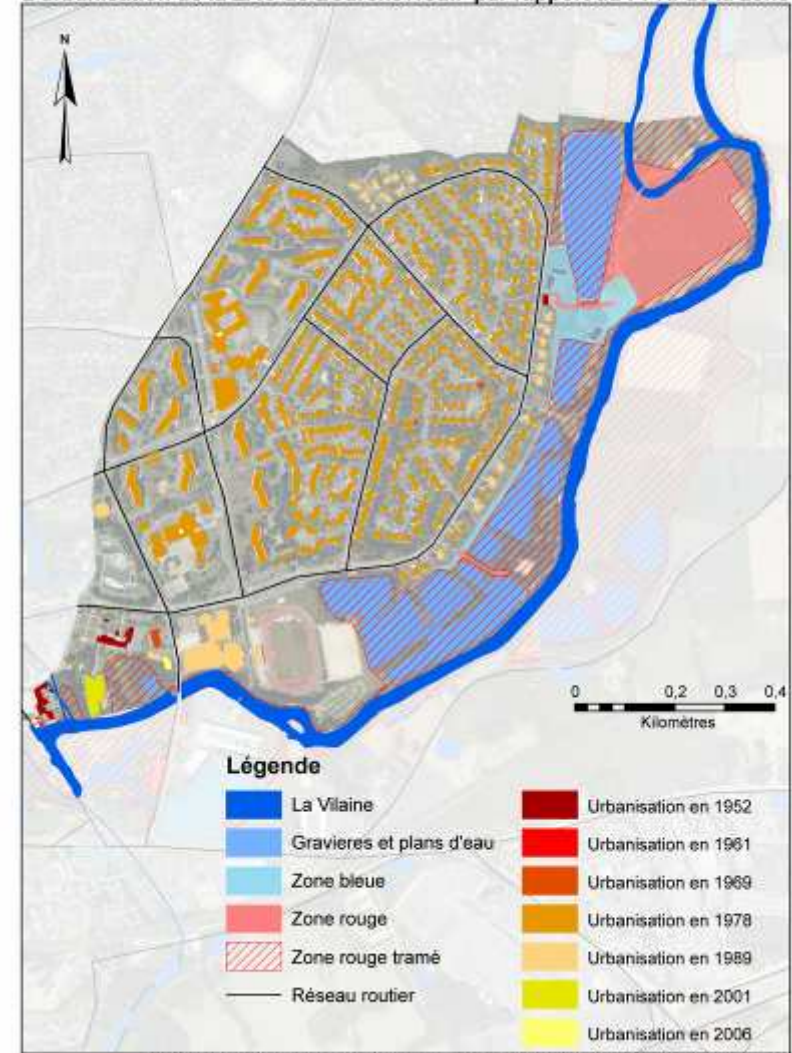 N
0 0,2 0,3 0,4
Kilomètres
Légende
La Vilaine
Gravieres et plans d'eau
Zone bleue
Zone rouge
Zone rouge tramé
Réseau routier
Urbanisation en 1952
Urbanisation en 1961
Urbanisation en 1969
Urbanisation en 1978
Urbanisation en 1989
Urbanisation en 2001
Urbanisation en 2006